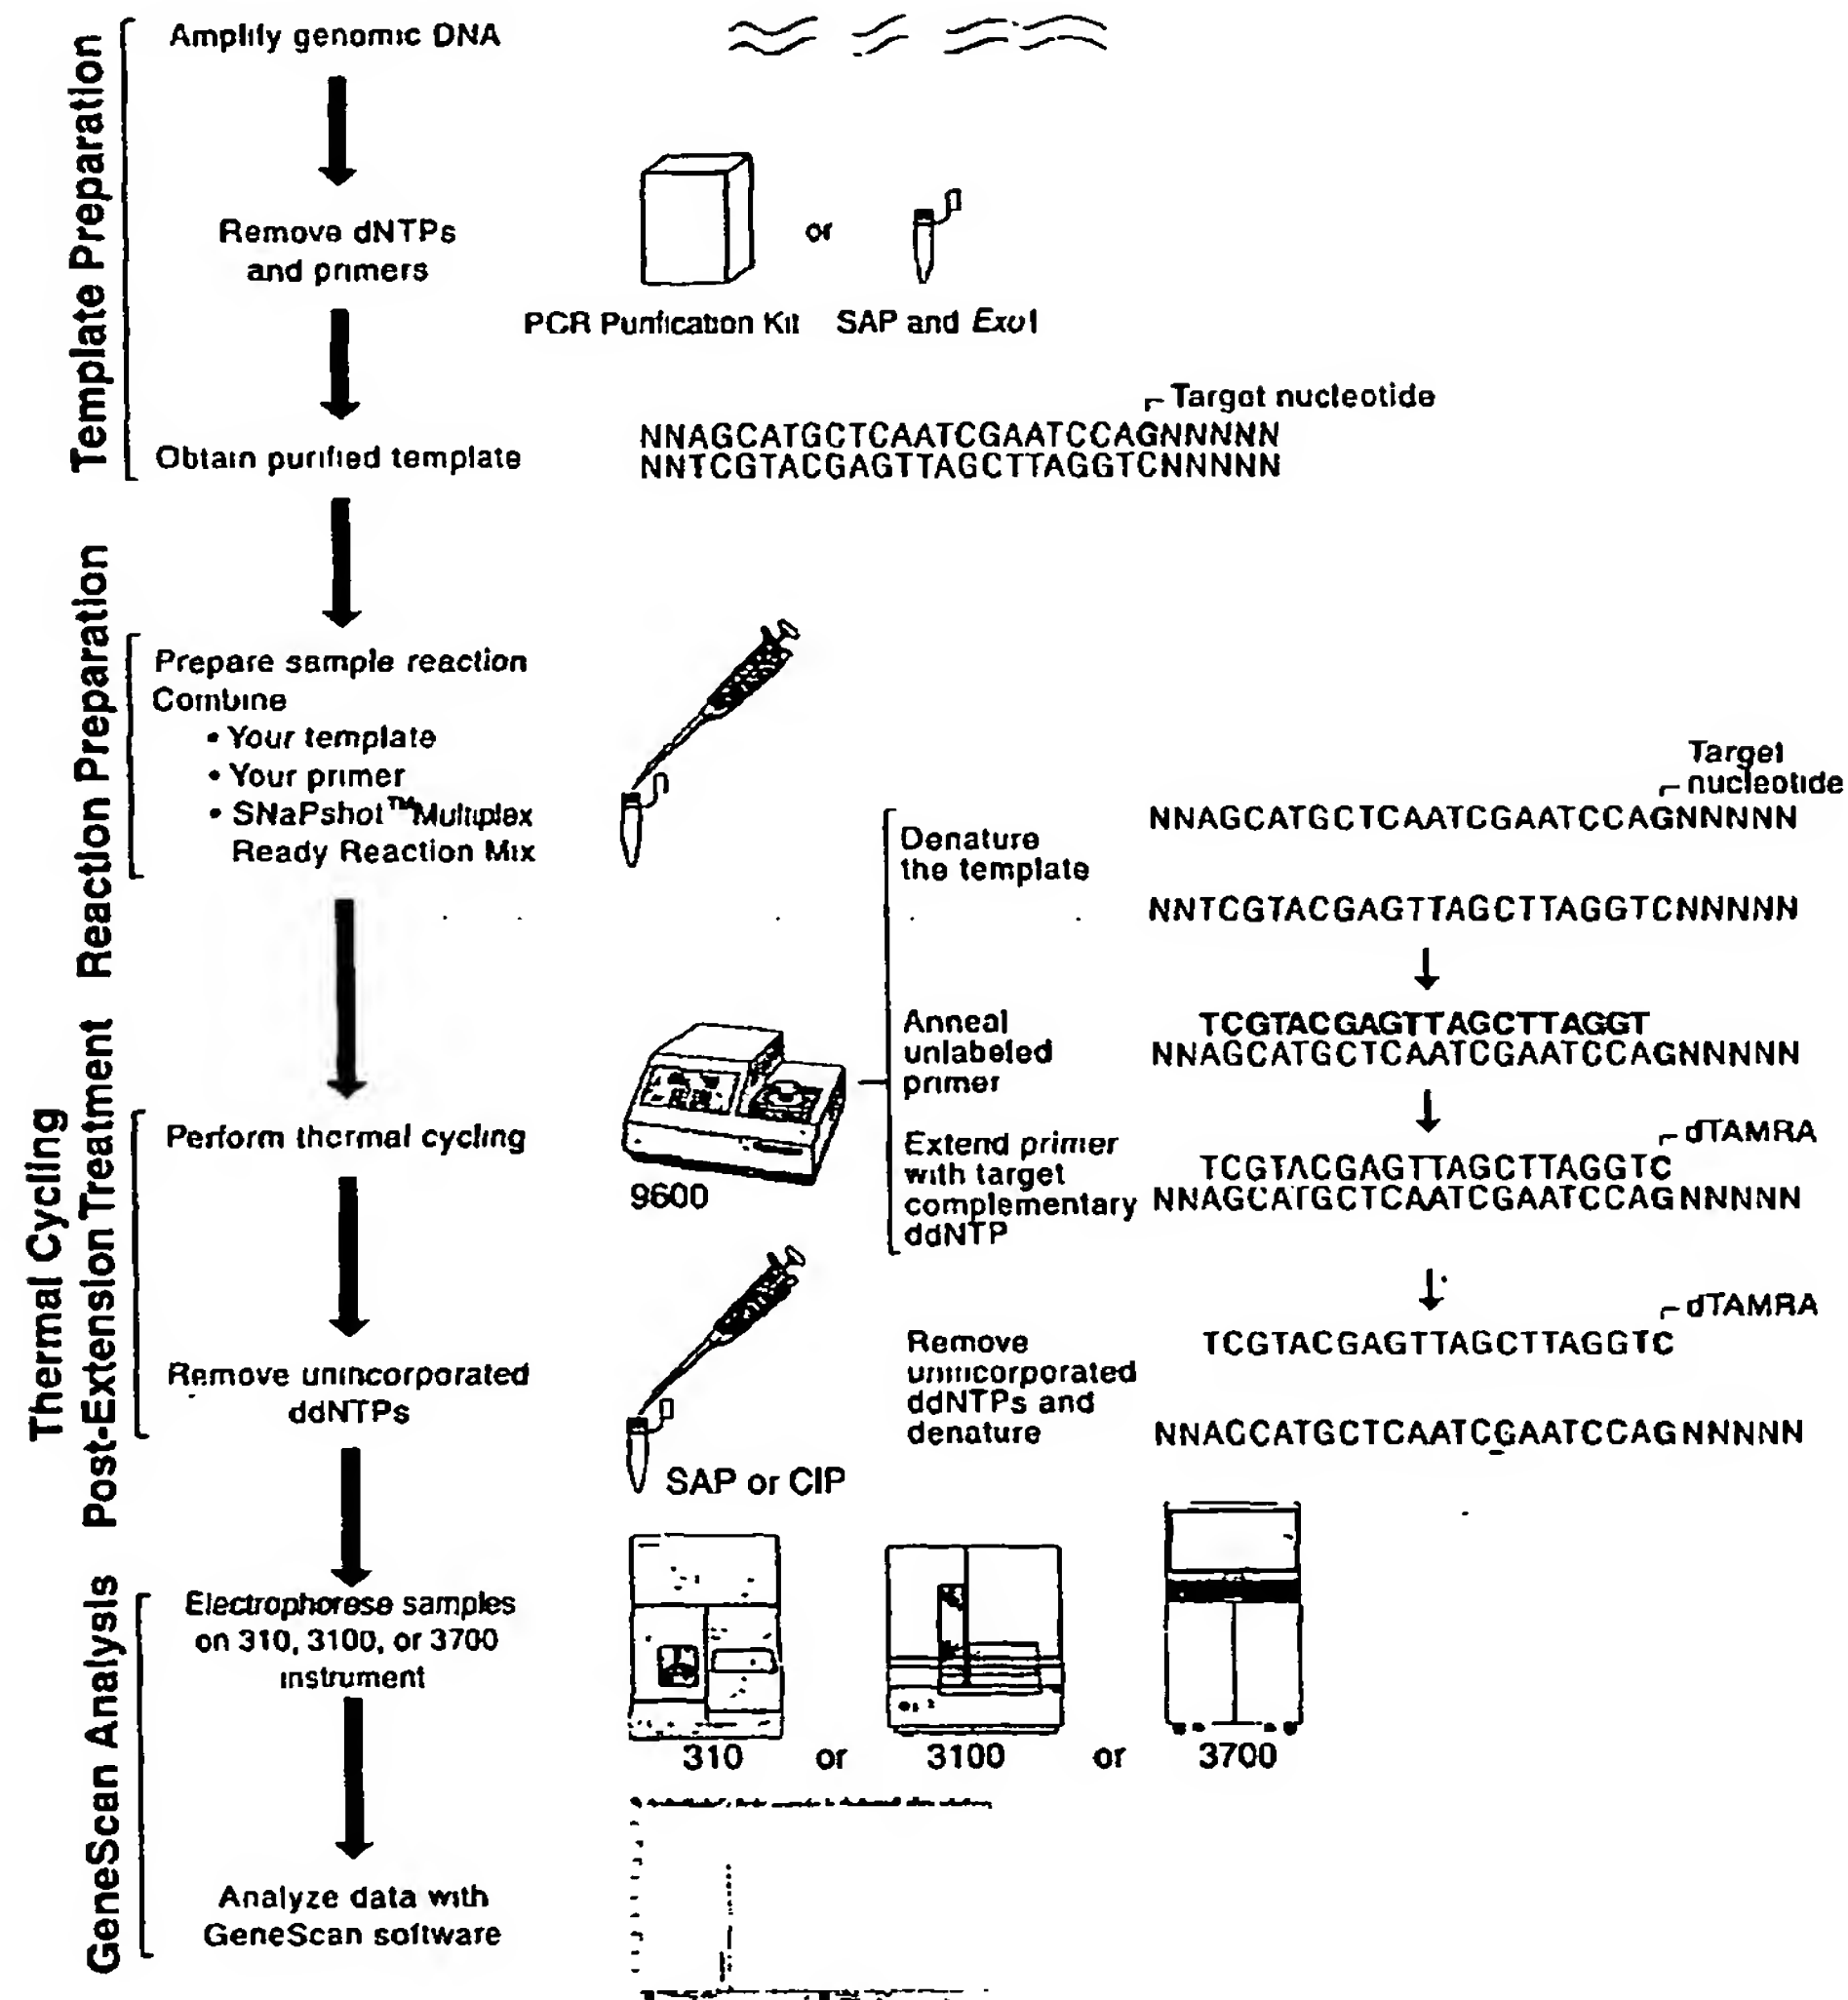 Template Preparation
Amplify genomic DNA
Remove dNTPs
and primers
or
PCR Purification Kit
SAP and Exo I
Obtain purified template
Target nucleotide
NNAGCATGCTCAATCGAATCCAGNNNNN
NNTCGTACGAGTTAGCTTAGGTCNNNNN
Reaction Preparation
Prepare sample reaction
Combine
• Your template
• Your primer
• SNaPshot™ Multiplex
Ready Reaction Mix
Thermal Cycling
Post-Extension Treatment
Perform thermal cycling
9600
Denature
the template
Target
nucleotide
NNAGCATGCTCAATCGAATCCAGNNNNN
NNTCGTACGAGTTAGCTTAGGTCNNNNN
Anneal
unlabeled
primer
TCGTACGAGTTAGCTTAGGT
NNAGCATGCTCAATCGAATCCAGNNNNN
Extend primer
with target
complementary
ddNTP
dTAMRA
TCGTACGAGTTAGCTTAGGTC
NNAGCATGCTCAATCGAATCCAGNNNNN
Remove unincorporated
ddNTPs
SAP or CIP
Remove
unincorporated
ddNTPs and
denature
dTAMRA
TCGTACGAGTTAGCTTAGGTC
NNAGCATGCTCAATCGAATCCAGNNNNN
GeneScan Analysis
Electrophorese samples
on 310, 3100, or 3700
instrument
310 or 3100 or 3700
Analyze data with
GeneScan software